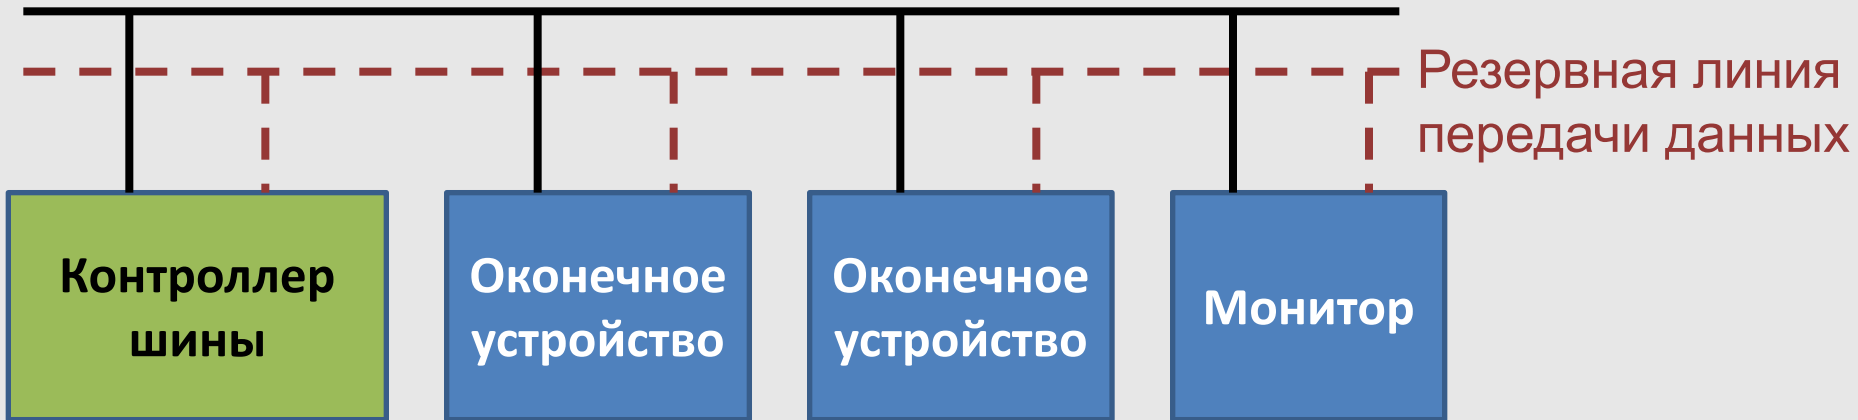 Резервная линия
передачи данных
Контроллер
шины
Оконечное
устройство
Оконечное
устройство
Монитор